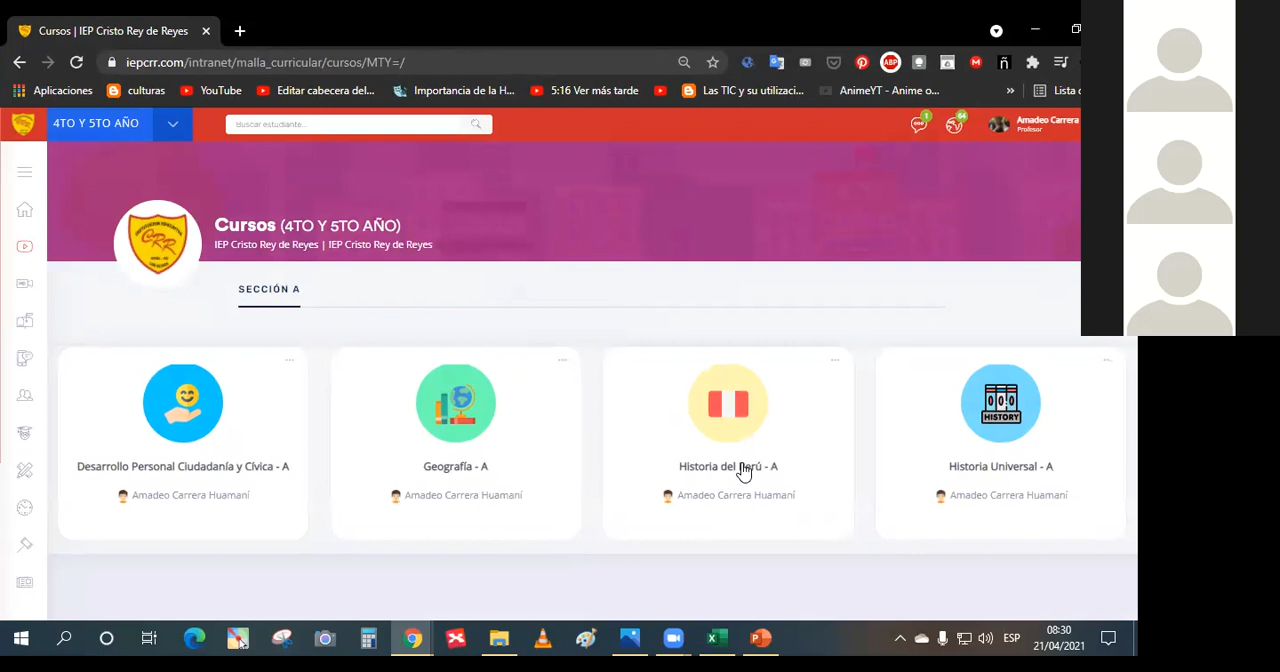 Cursos | IEP Cristo Rey de Reyes
iepcrr.com/intranet/malla_curricular/cursos/MTY=/
ABP
ñ
Aplicaciones
culturas
YouTube
Editar cabecera del...
Importancia de la H...
5:16 Ver más tarde
Las TIC y su utilizaci...
AnimeYT - Anime o...
»
Lista d
4TO Y 5TO AÑO
Buscar estudiante...
1
64
Amadeo Carrera
Profesor
Cursos (4TO Y 5TO AÑO)
IEP Cristo Rey de Reyes | IEP Cristo Rey de Reyes
CRR
SECCIÓN A
HISTORY
Desarrollo Personal Ciudadanía y Cívica - A
Amadeo Carrera Huamaní
Geografía - A
Amadeo Carrera Huamaní
Historia del Perú - A
Amadeo Carrera Huamaní
Historia Universal - A
Amadeo Carrera Huamaní
ESP
08:30
21/04/2021